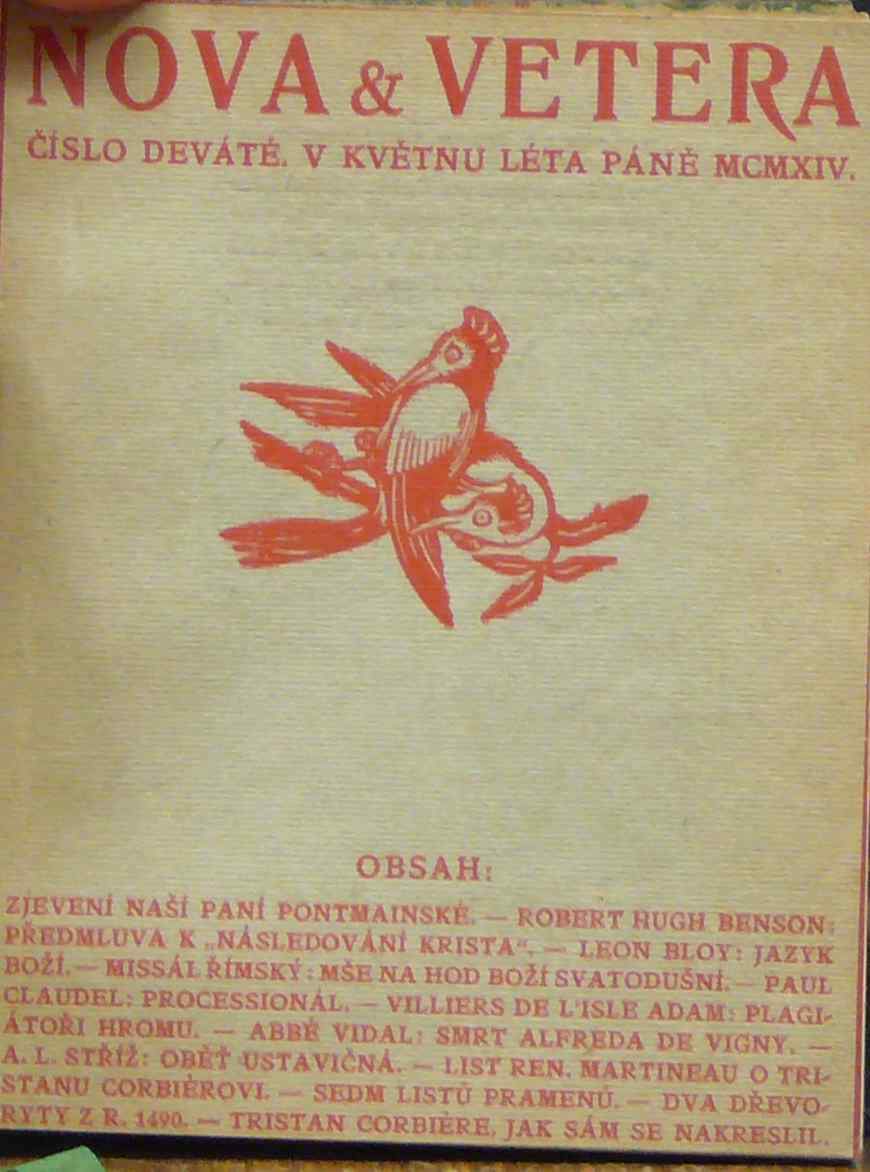 NOVA & VETERA
ČÍSLO DEVÁTÉ. V KVĚTNU LÉTA PÁNĚ MCMXIV.
OBSAH:
ZJEVENÍ NAŠÍ PANÍ PONTMAINSKÉ. — ROBERT HUGH BENSON:
PŘEDMLUVA K „NÁSLEDOVÁNÍ KRISTA“. — LEON BLOY: JAZYK
BOŽÍ. — MISSÁL ŘÍMSKÝ: MŠE NA HOD BOŽÍ SVATODUŠNÍ. — PAUL
CLAUDEL: PROCESSIONÁL. — VILLIERS DE L'ISLE ADAM: PLAGI-
ÁTOŘI HROMU. — ABBÉ VIDAL: SMRT ALFREDA DE VIGNY. —
A. L. STŘÍŽ: OBĚŤ USTAVIČNÁ. — LIST REN. MARTINEAU O TRI-
STANU CORBIÈROVI. — SEDM LISTŮ PRAMENŮ. — DVA DŘEVO-
RYTY Z R. 1490. — TRISTAN CORBIÈRE, JAK SÁM SE NAKRESLIL.